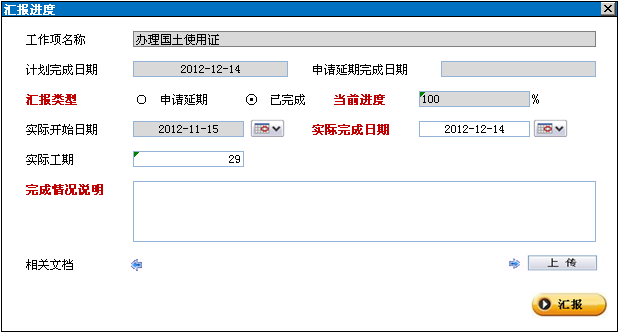 汇报进度
工作项名称 办理国土使用证
计划完成日期 2012-12-14 申请延期完成日期
汇报类型 申请延期 已完成 当前进度 100 %
实际开始日期 2012-11-15 实际完成日期 2012-12-14
实际工期 29
完成情况说明
相关文档 上 传
汇报